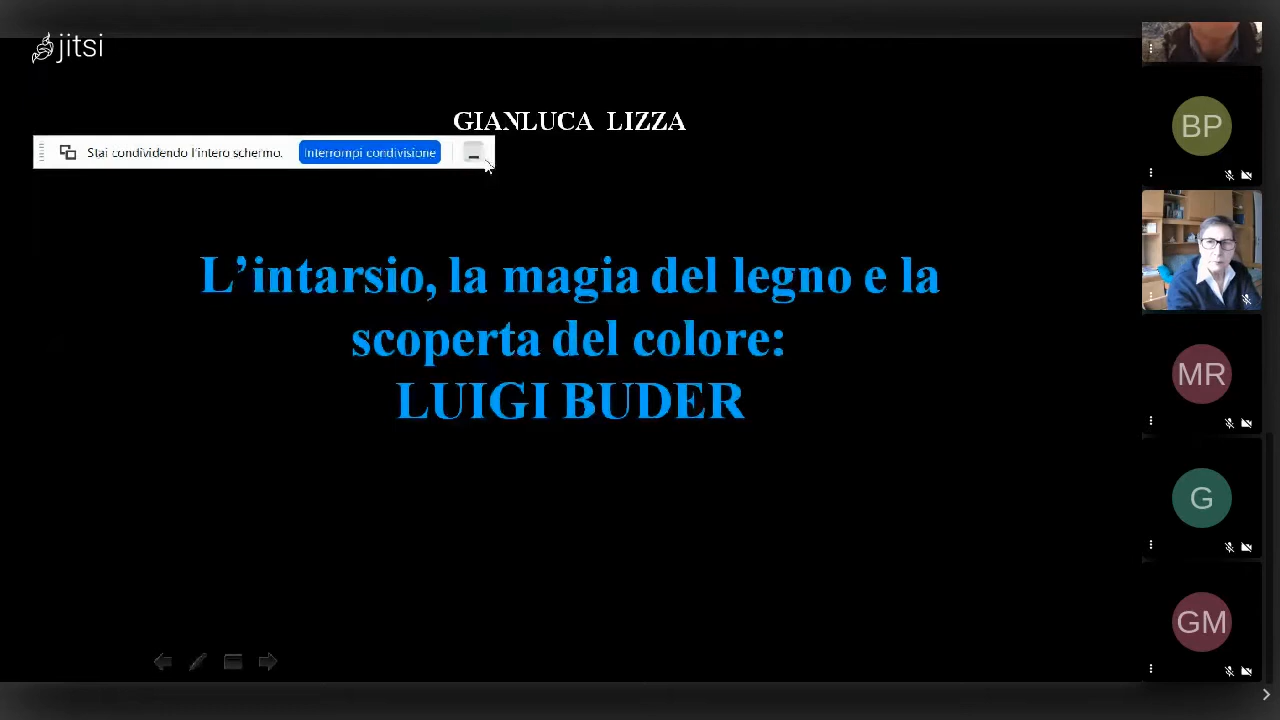 jitsi
GIANLUCA LIZZA
Stai condividendo l'intero schermo.
Interrompi condivisione
L’intarsio, la magia del legno e la
scoperta del colore:
LUIGI BUDER
BP
MR
G
GM